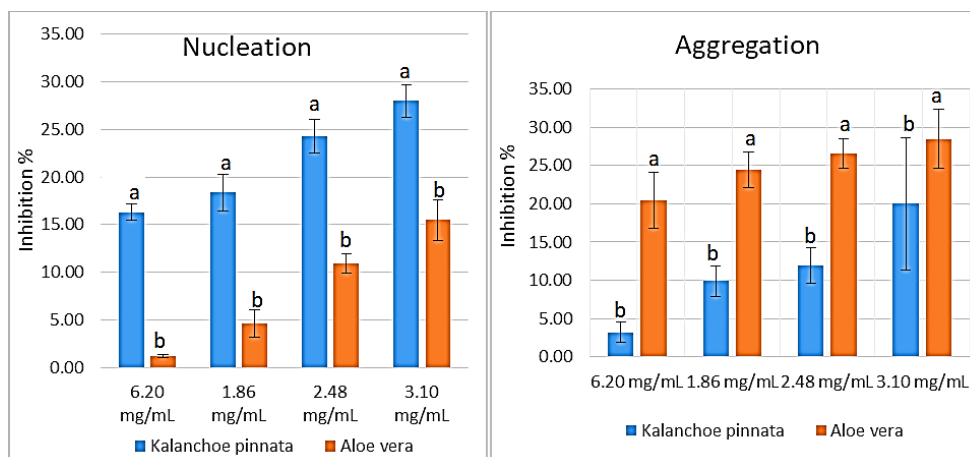 Nucleation
35.00
30.00
25.00
20.00
15.00
10.00
5.00
0.00
Inhibition %
a
b
a
b
a
b
a
b
6.20 mg/mL
1.86 mg/mL
2.48 mg/mL
3.10 mg/mL
Kalanchoe pinnata
Aloe vera
Aggregation
35.00
30.00
25.00
20.00
15.00
10.00
5.00
0.00
Inhibition %
b
a
b
a
b
a
b
a
6.20 mg/mL
1.86 mg/mL
2.48 mg/mL
3.10 mg/mL
Kalanchoe pinnata
Aloe vera